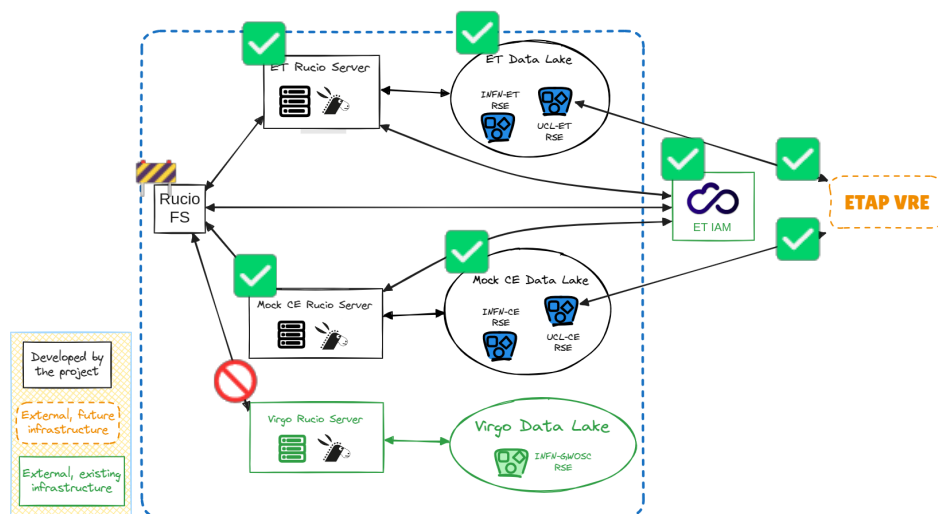 ET Rucio Server
ET Data Lake
INFN-ET
RSE
UCL-ET
RSE
Rucio
FS
ET IAM
ETAP VRE
Mock CE Rucio Server
Mock CE Data Lake
INFN-CE
RSE
UCL-CE
RSE
Developed by
the project
External, future
infrastructure
External, existing
infrastructure
Virgo Rucio Server
Virgo Data Lake
INFN-GWOSC
RSE